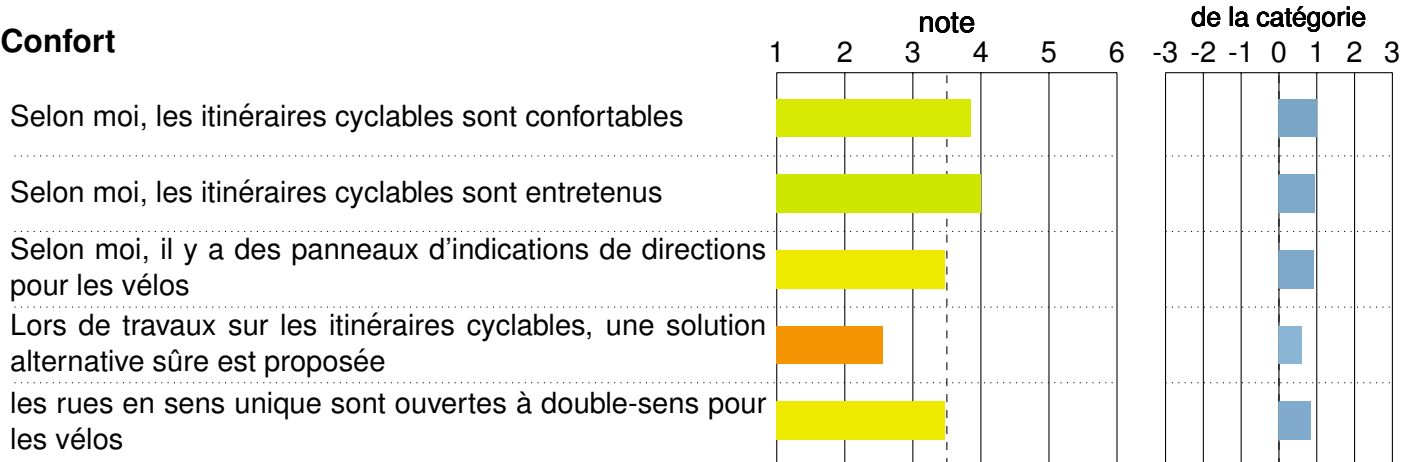 note
de la catégorie
Confort
1 2 3 4 5 6
-3 -2 -1 0 1 2 3
Selon moi, les itinéraires cyclables sont confortables
Selon moi, les itinéraires cyclables sont entretenus
Selon moi, il y a des panneaux d'indications de directions
pour les vélos
Lors de travaux sur les itinéraires cyclables, une solution
alternative sûre est proposée
les rues en sens unique sont ouvertes à double-sens pour
les vélos